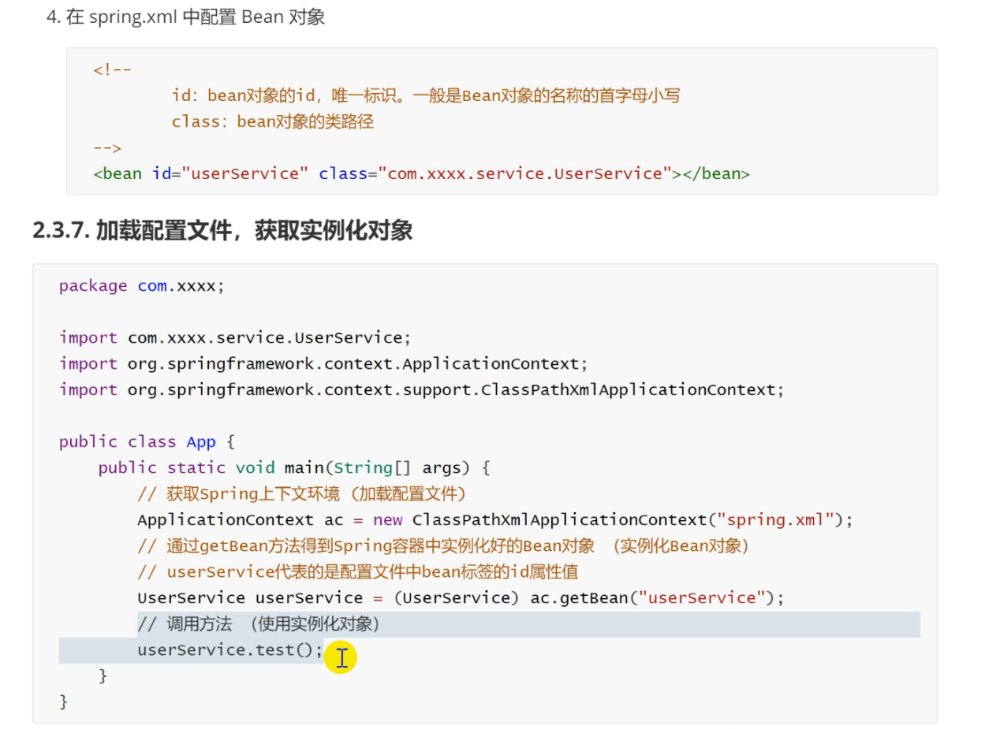 4. 在 spring.xml 中配置 Bean 对象
<!--
id：bean对象的id，唯一标识。一般是Bean对象的名称的首字母小写
class：bean对象的类路径
-->
<bean id="userService" class="com.xxxx.service.UserService"></bean>
2.3.7. 加载配置文件，获取实例化对象
package com.xxxx;
import com.xxxx.service.UserService;
import org.springframework.context.ApplicationContext;
import org.springframework.context.support.ClassPathXmlApplicationContext;
public class App {
public static void main(String[] args) {
// 获取Spring上下文环境（加载配置文件）
ApplicationContext ac = new ClassPathXmlApplicationContext("spring.xml");
// 通过getBean方法得到Spring容器中实例化好的Bean对象 （实例化Bean对象）
// userService代表的是配置文件中bean标签的id属性值
UserService userService = (UserService) ac.getBean("userService");
// 调用方法 （使用实例化对象）
userService.test();
}
}